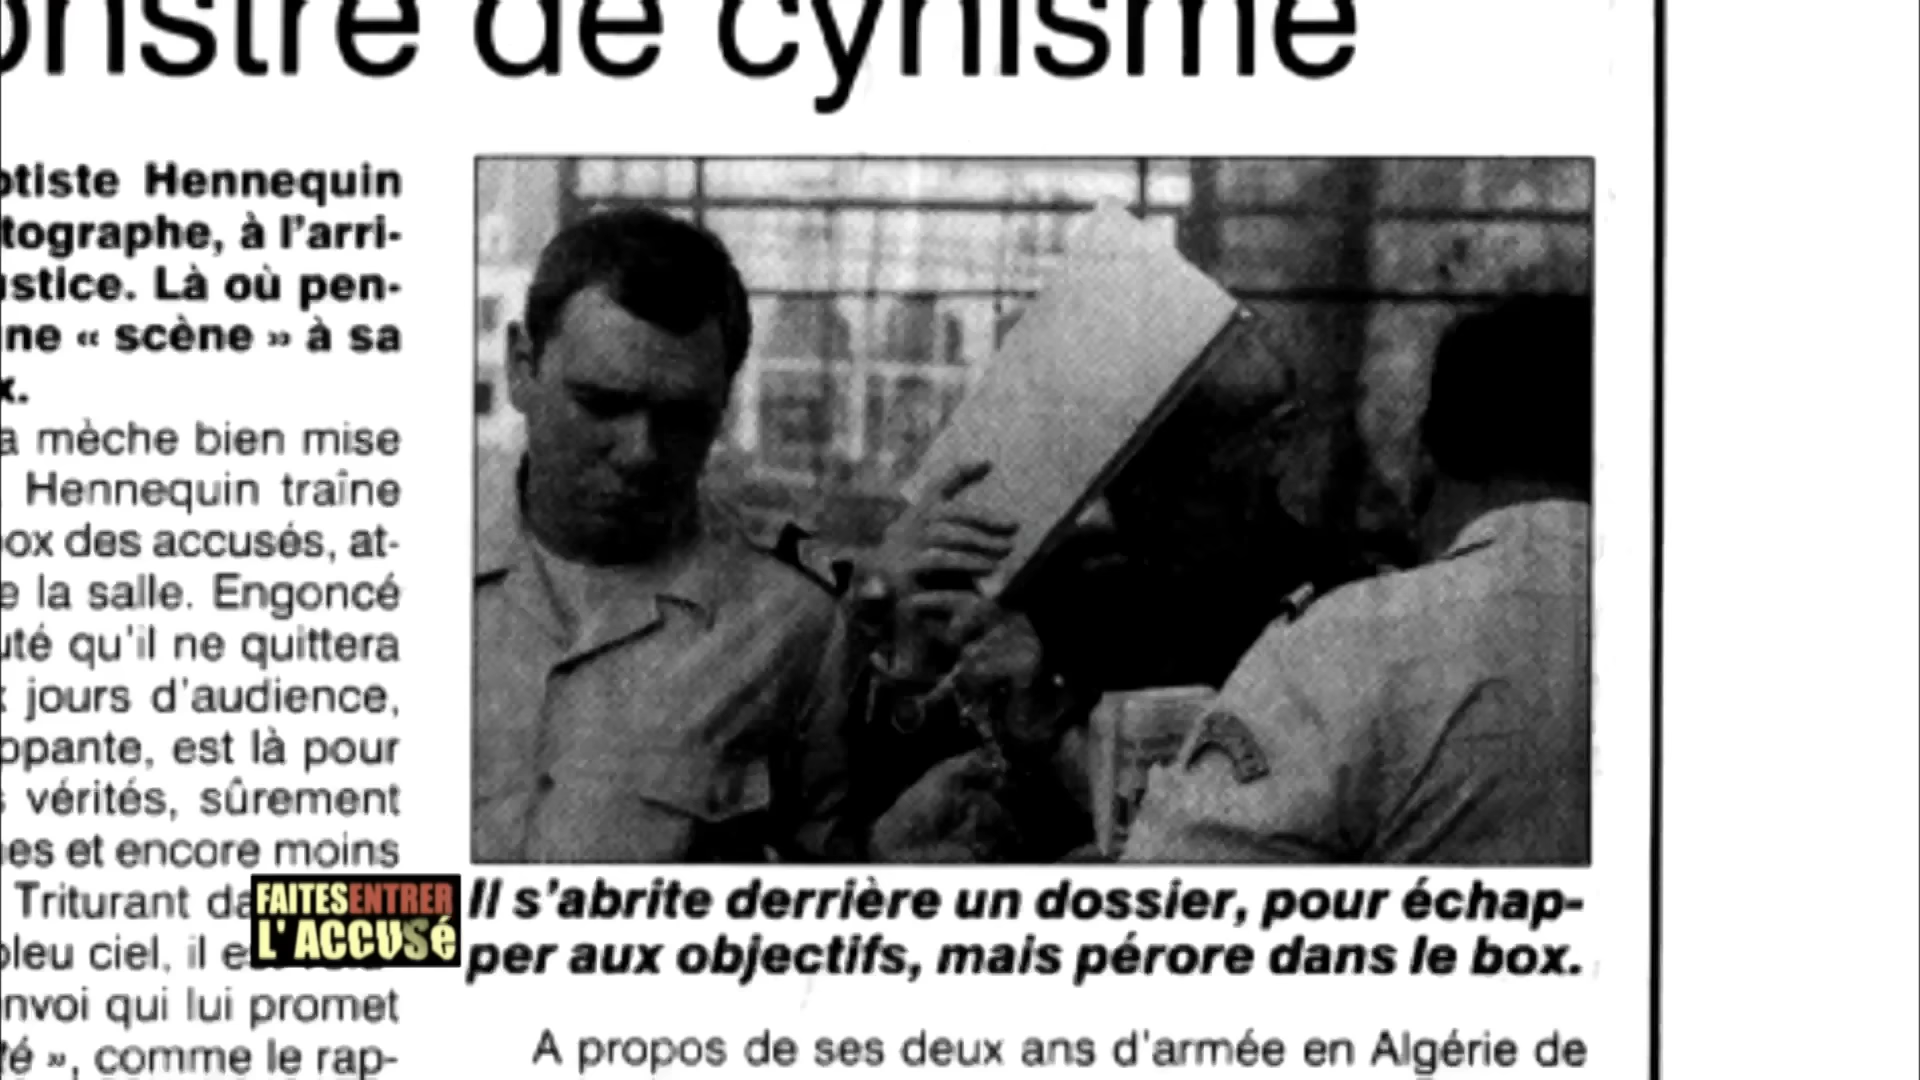 onstre de cynisme
otiste Hennequin
tographe, à l'arri-
ustice. Là où pen-
ne « scène » à sa
x.
a mèche bien mise
Hennequin traîne
ox des accusés, at-
e la salle. Engoncé
uté qu'il ne quittera
x jours d'audience,
opante, est là pour
s vérités, sûrement
nes et encore moins
Triturant da
bleu ciel, il e
nvoi qui lui promet
té », comme le rap-
FAITES ENTRER
L'ACCUSé
Il s'abrite derrière un dossier, pour échap-
per aux objectifs, mais pérore dans le box.
A propos de ses deux ans d'armée en Algérie de